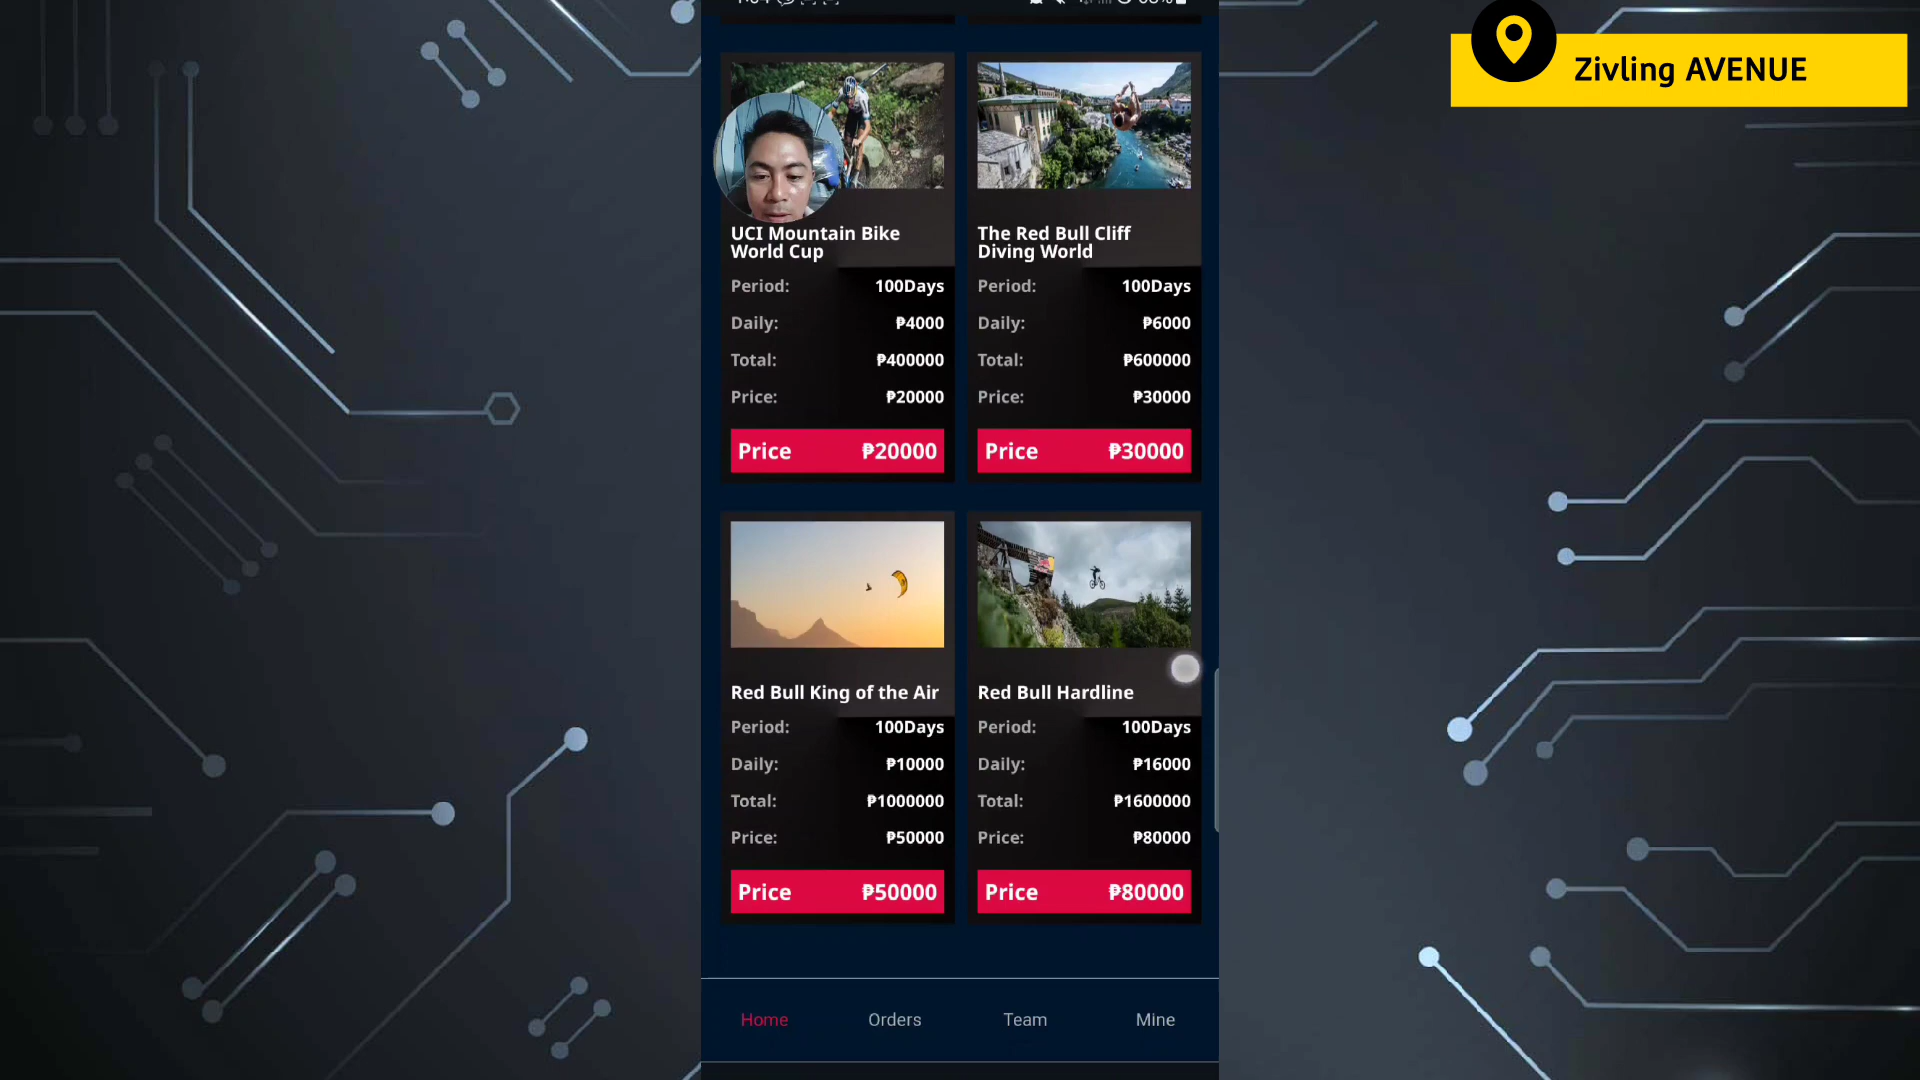 Zivling AVENUE
UCI Mountain Bike
World Cup
Period: 100Days
Daily: ₱4000
Total: ₱400000
Price: ₱20000
Price ₱20000
The Red Bull Cliff
Diving World
Period: 100Days
Daily: ₱6000
Total: ₱600000
Price: ₱30000
Price ₱30000
Red Bull King of the Air
Period: 100Days
Daily: ₱10000
Total: ₱1000000
Price: ₱50000
Price ₱50000
Red Bull Hardline
Period: 100Days
Daily: ₱16000
Total: ₱1600000
Price: ₱80000
Price ₱80000
Home Orders Team Mine